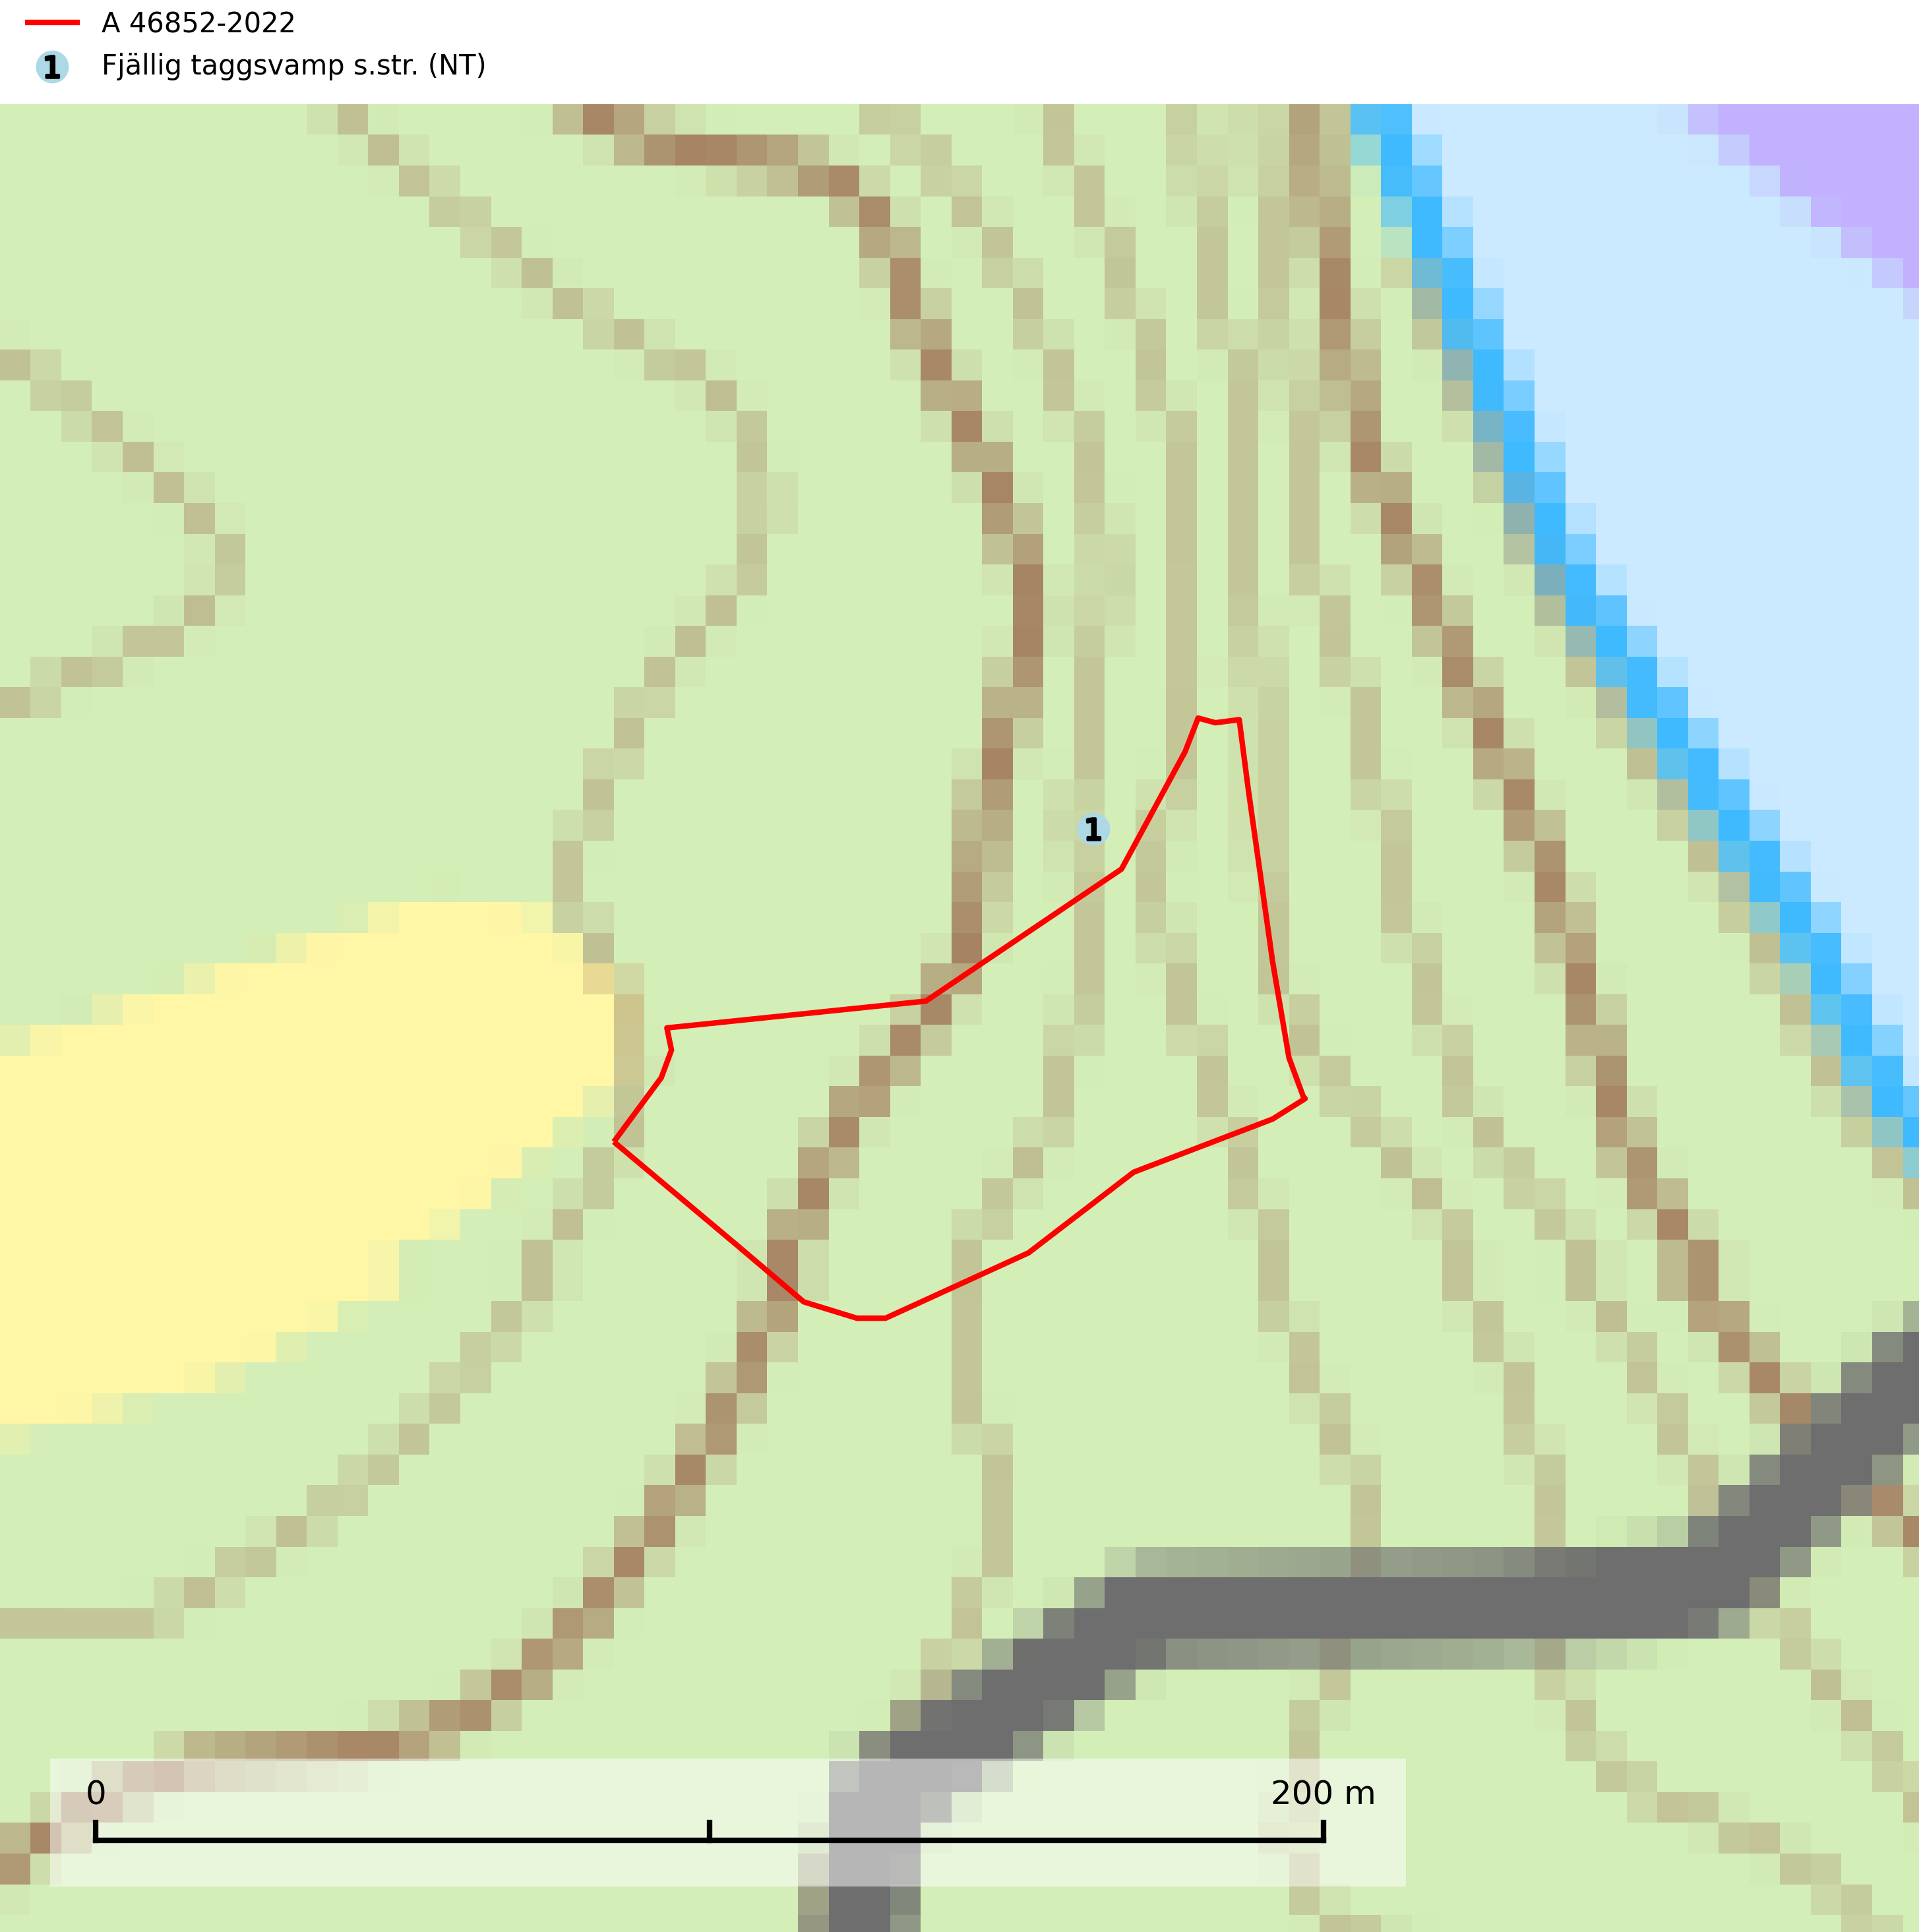 A 46852-2022
1 Fjällig taggsvamp s.str. (NT)
1
0 200 m